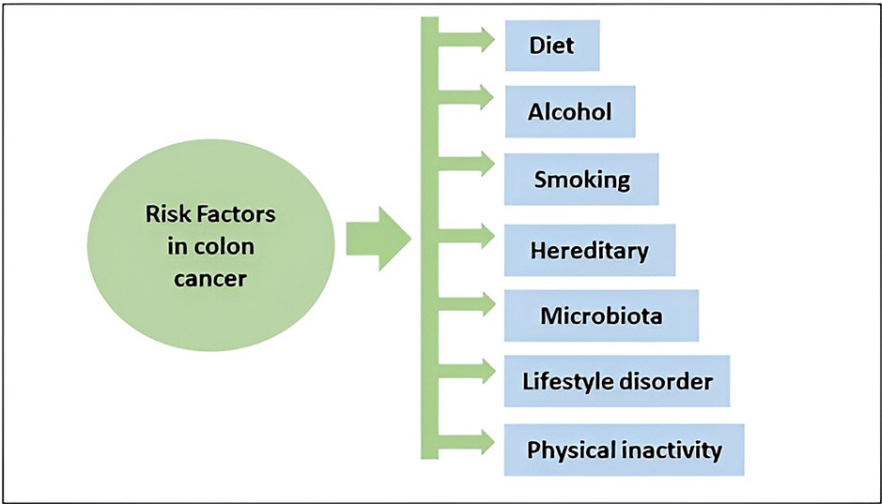 Risk Factors
in colon
cancer
Diet
Alcohol
Smoking
Hereditary
Microbiota
Lifestyle disorder
Physical inactivity